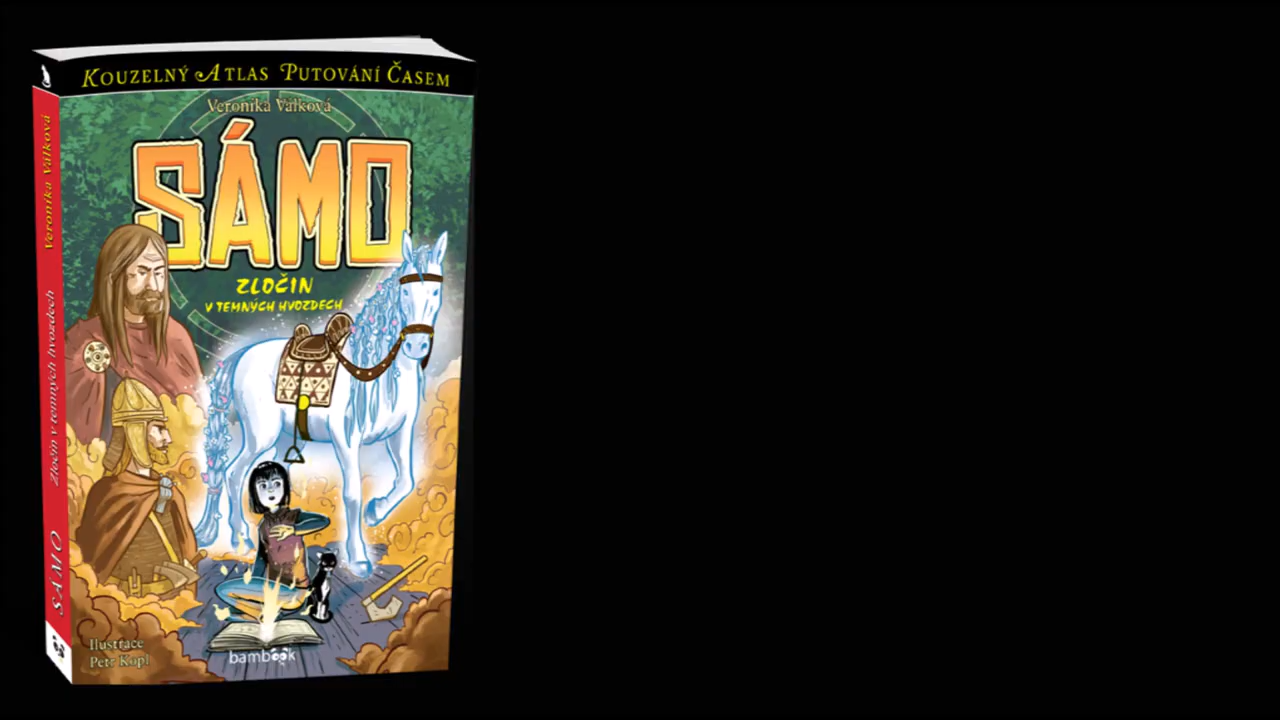 Kouzelný Atlas Putování Časem
Veronika Válková
SÁMO
ZLOČIN
V TEMNÝCH HVOZDECH
Ilustrace
Petr Kopl
bambook
Veronika Válková
Zločin v temných hvozdech
SÁMO